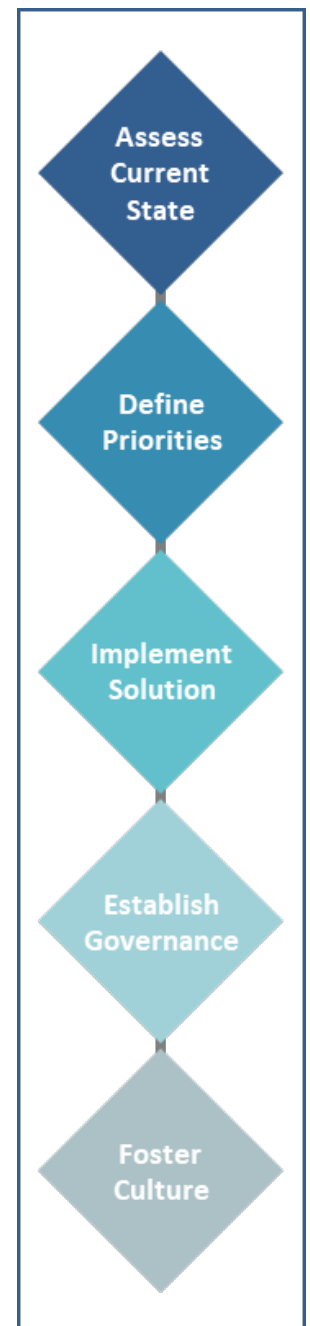 Assess
Current
State
Define
Priorities
Implement
Solution
Establish
Governance
Foster
Culture